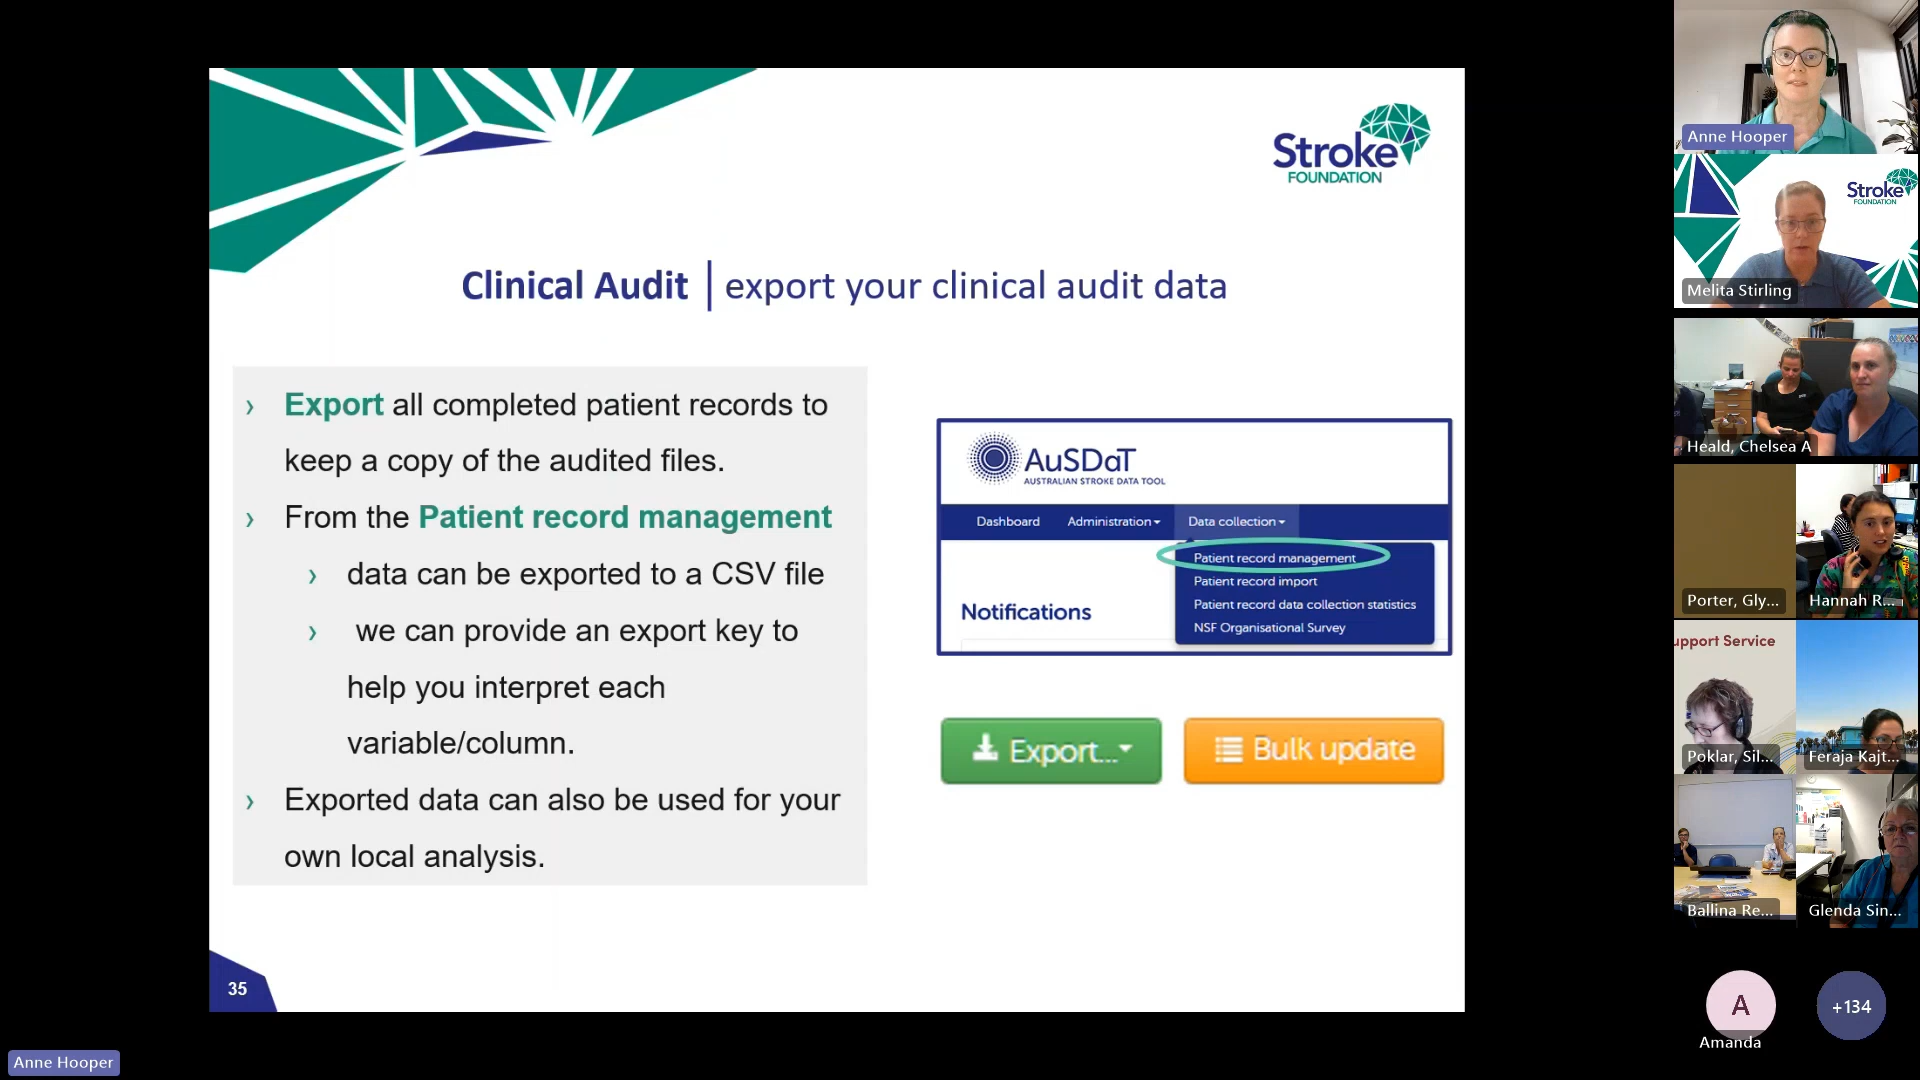 Stroke
FOUNDATION
Clinical Audit | export your clinical audit data
› Export all completed patient records to
keep a copy of the audited files.
› From the Patient record management
› data can be exported to a CSV file
› we can provide an export key to
help you interpret each
variable/column.
› Exported data can also be used for your
own local analysis.
AuSDaT
AUSTRALIAN STROKE DATA TOOL
Dashboard Administration Data collection
Patient record management
Patient record import
Patient record data collection statistics
NSF Organisational Survey
Notifications
Export... Bulk update
35
Anne Hooper
Anne Hooper
Stroke
FOUNDATION
Melita Stirling
Heald, Chelsea A
Porter, Gly... Hannah R...
upport Service
Poklar, Sil... Feraja Kajt...
Ballina Re... Glenda Sin...
A
Amanda
+134